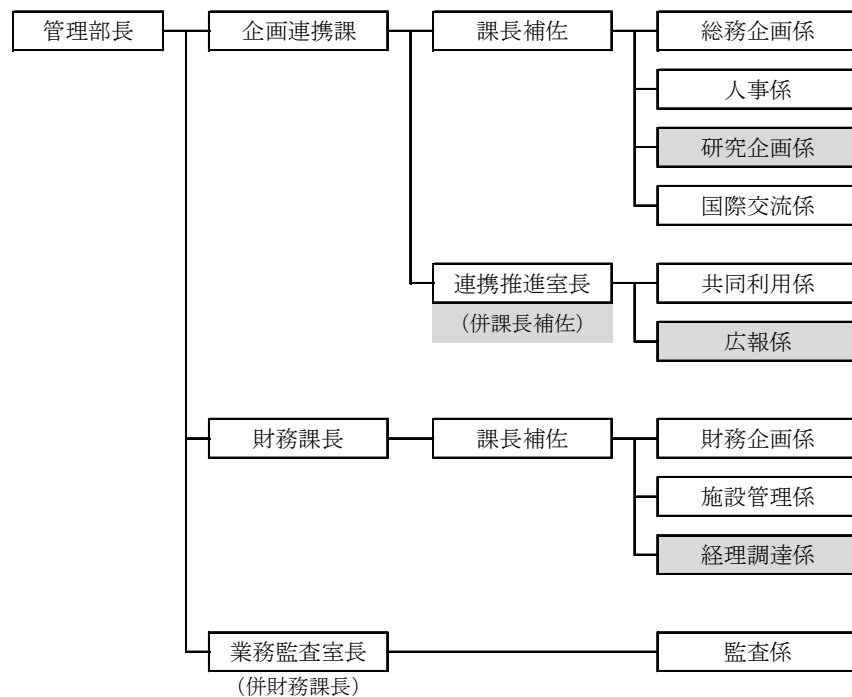 管理部長 企画連携課 課長補佐 総務企画係
人事係
研究企画係
国際交流係
連携推進室長 共同利用係
(併課長補佐) 広報係
財務課長 課長補佐 財務企画係
施設管理係
経理調達係
業務監査室長 監査係
(併財務課長)